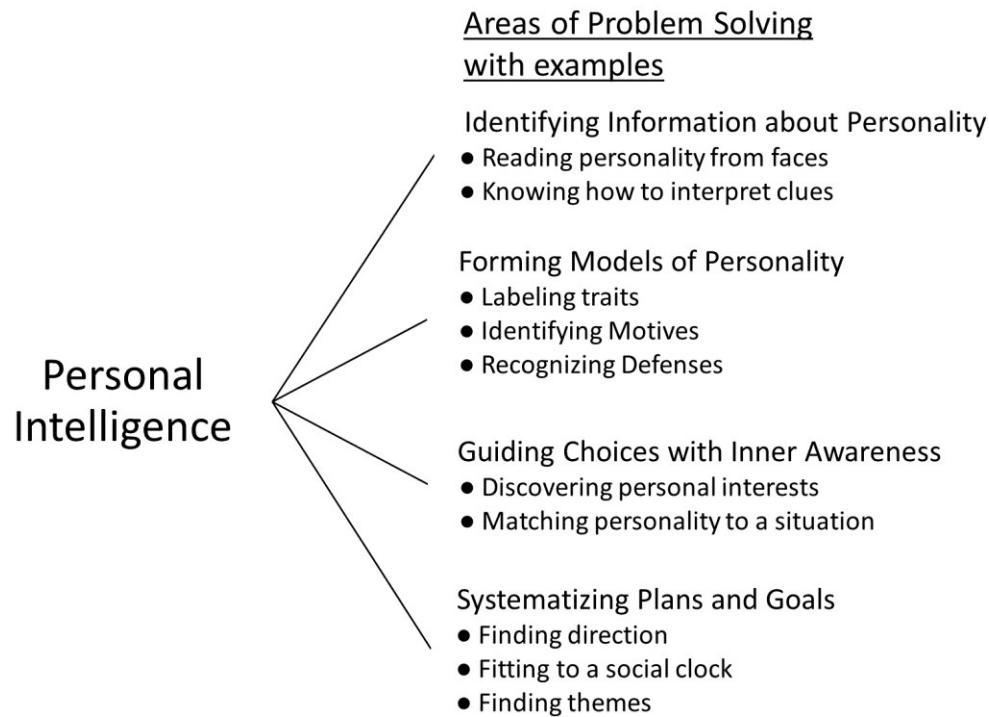 Areas of Problem Solving
with examples
Identifying Information about Personality
● Reading personality from faces
● Knowing how to interpret clues
Forming Models of Personality
● Labeling traits
● Identifying Motives
● Recognizing Defenses
Personal
Intelligence
Guiding Choices with Inner Awareness
● Discovering personal interests
● Matching personality to a situation
Systematizing Plans and Goals
● Finding direction
● Fitting to a social clock
● Finding themes